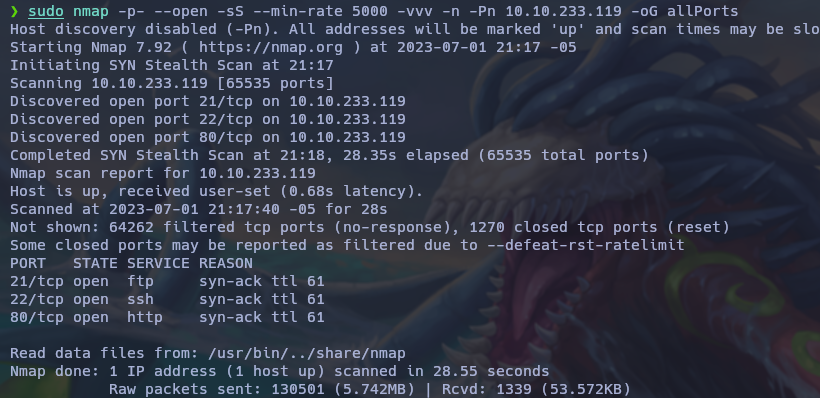 ❯ sudo nmap -p- --open -sS --min-rate 5000 -vvv -n -Pn 10.10.233.119 -oG allPorts
Host discovery disabled (-Pn). All addresses will be marked 'up' and scan times may be slo
Starting Nmap 7.92 ( https://nmap.org ) at 2023-07-01 21:17 -05
Initiating SYN Stealth Scan at 21:17
Scanning 10.10.233.119 [65535 ports]
Discovered open port 21/tcp on 10.10.233.119
Discovered open port 22/tcp on 10.10.233.119
Discovered open port 80/tcp on 10.10.233.119
Completed SYN Stealth Scan at 21:18, 28.35s elapsed (65535 total ports)
Nmap scan report for 10.10.233.119
Host is up, received user-set (0.68s latency).
Scanned at 2023-07-01 21:17:40 -05 for 28s
Not shown: 64262 filtered tcp ports (no-response), 1270 closed tcp ports (reset)
Some closed ports may be reported as filtered due to --defeat-rst-ratelimit
PORT   STATE SERVICE REASON
21/tcp open  ftp     syn-ack ttl 61
22/tcp open  ssh     syn-ack ttl 61
80/tcp open  http    syn-ack ttl 61

Read data files from: /usr/bin/../share/nmap
Nmap done: 1 IP address (1 host up) scanned in 28.55 seconds
           Raw packets sent: 130501 (5.742MB) | Rcvd: 1339 (53.572KB)